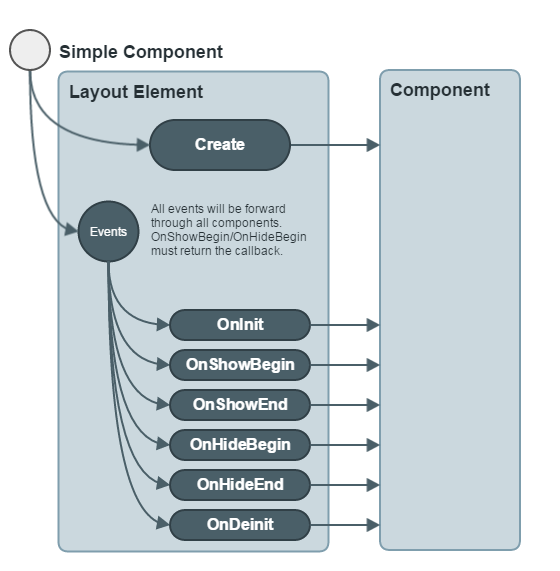 Simple Component
Layout Element
Component
Create
Events
All events will be forward
through all components.
OnShowBegin/OnHideBegin
must return the callback.
OnInit
OnShowBegin
OnShowEnd
OnHideBegin
OnHideEnd
OnDeinit